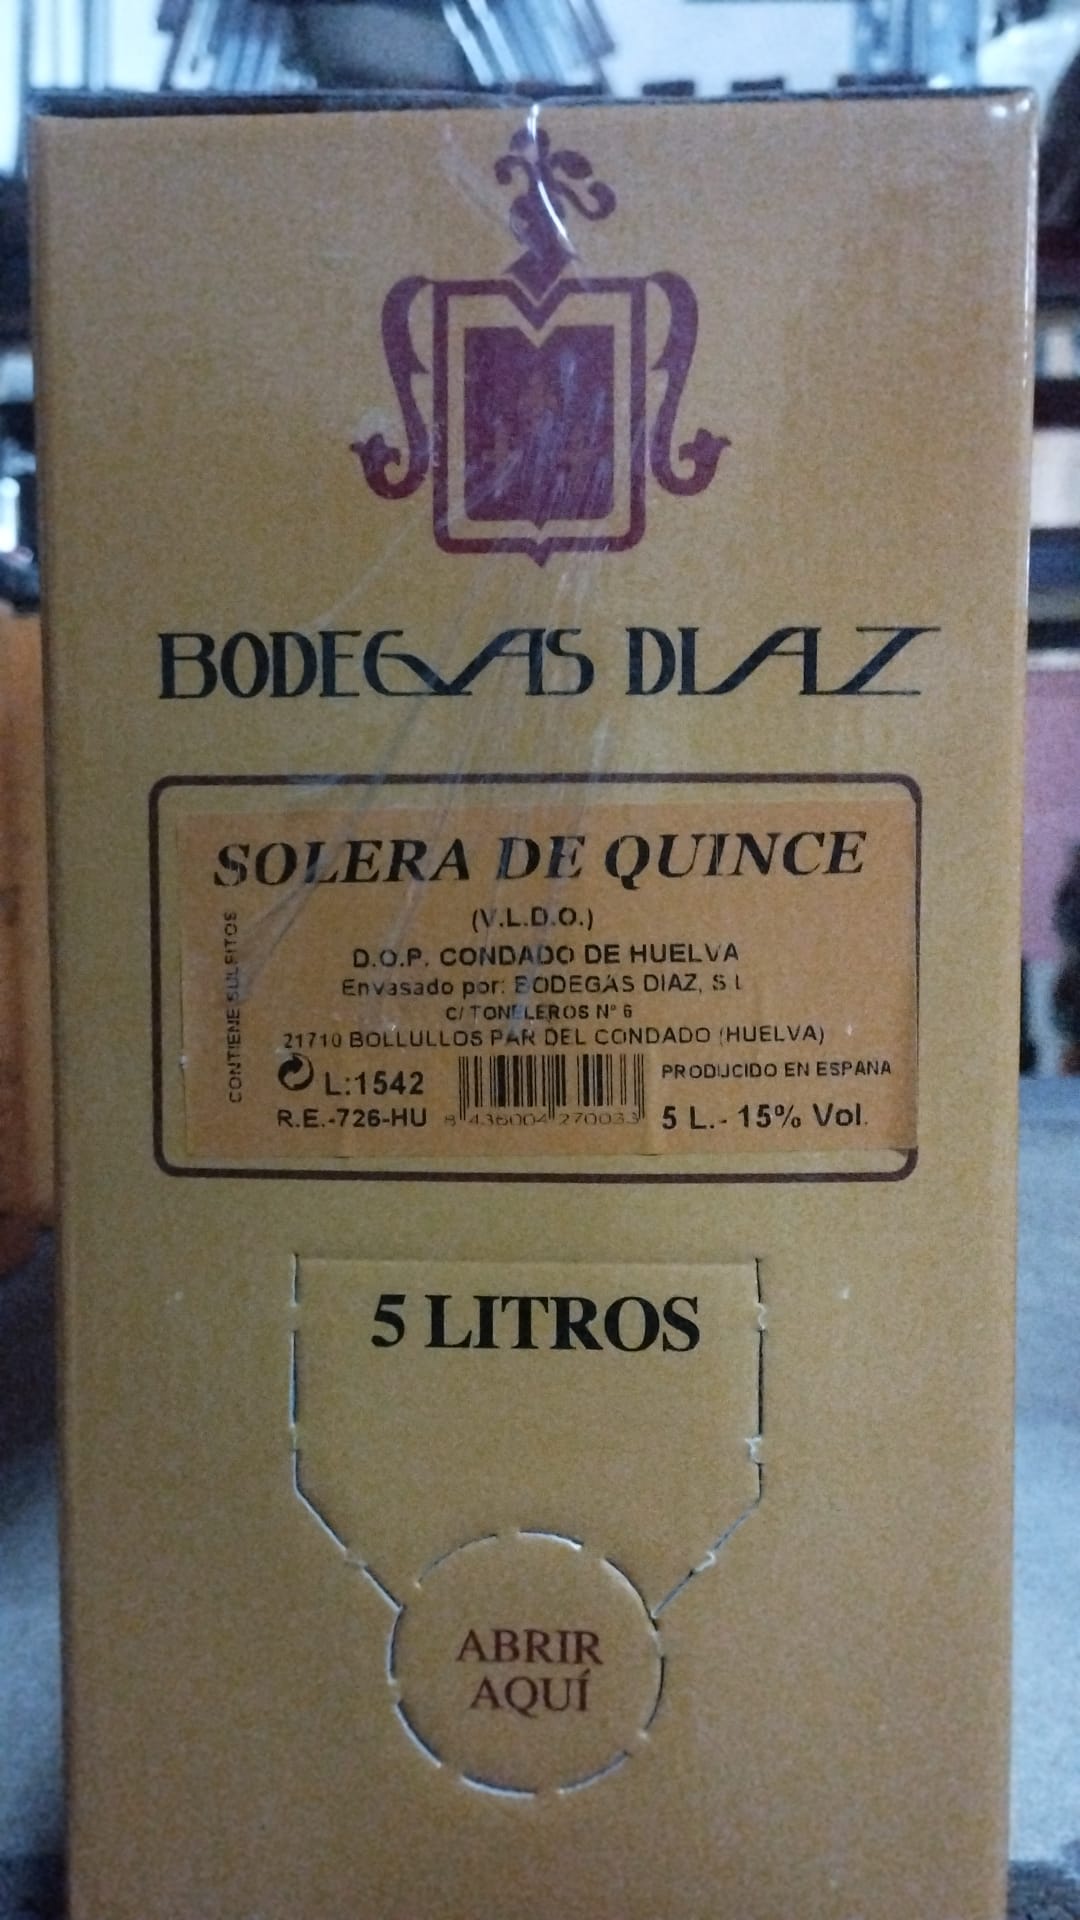 BODEGAS DIAZ
SOLERA DE QUINCE
(V.L.D.O.)
D.O.P. CONDADO DE HUELVA
Envasado por: BODEGAS DIAZ, S L
C/ TONELEROS Nº 6
21710 BOLLULLOS PAR DEL CONDADO (HUELVA)
CONTIENE SULFITOS
L:1542
PRODUCIDO EN ESPAÑA
R.E.-726-HU
8 436004 270033
5 L.- 15% Vol.
5 LITROS
ABRIR
AQUÍ